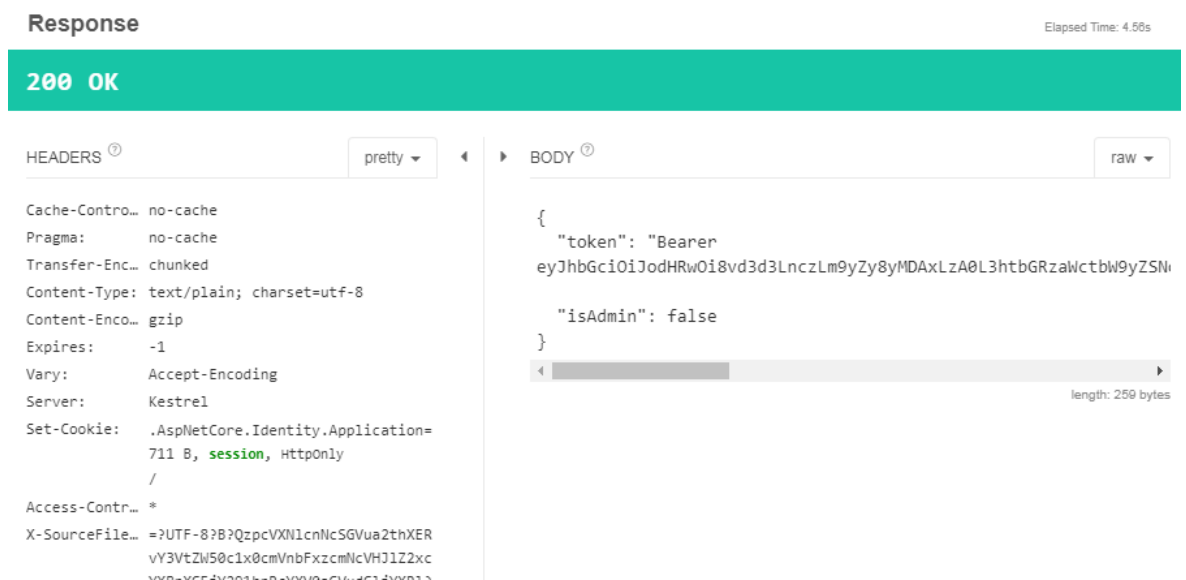 Response
Elapsed Time: 4.56s
200 OK
HEADERS ?
pretty
BODY ?
raw
Cache-Contro… no-cache
Pragma: no-cache
Transfer-Enc… chunked
Content-Type: text/plain; charset=utf-8
Content-Enco… gzip
Expires: -1
Vary: Accept-Encoding
Server: Kestrel
Set-Cookie: .AspNetCore.Identity.Application=
711 B, session, HttpOnly
/
Access-Contr… *
X-SourceFile… =?UTF-8?B?QzpcVXNlcnNcSGVua2thXER
vY3VtZW50c1x0cmVnbFxzcmNcVHJlZ2xc
{
"token": "Bearer
eyJhbGciOiJodHRwOi8vd3d3LnczLm9yZy8yMDAxLzA0L3htbGRzaWctbW9yZSN
"isAdmin": false
}
length: 259 bytes